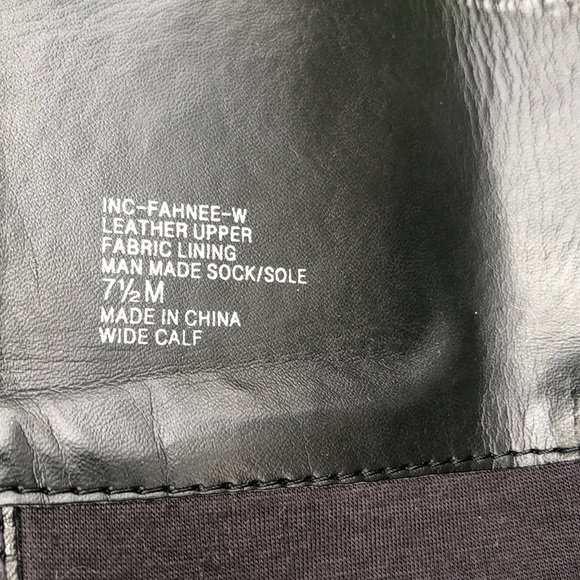 INC-FAHNEE-W
LEATHER UPPER
FABRIC LINING
MAN MADE SOCK/SOLE
7½ M
MADE IN CHINA
WIDE CALF